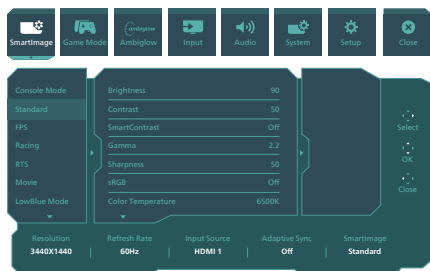 ambiglow
SmartImage Game Mode Ambiglow Input Audio System Setup Close
Console Mode Brightness 90
Standard Contrast 50
FPS SmartContrast Off
Racing Gamma 2.2
RTS Sharpness 50
Movie sRGB Off
LowBlue Mode Color Temperature 6500K
Select
OK
Close
Resolution Refresh Rate Input Source Adaptive Sync SmartImage
3440X1440 60Hz HDMI 1 Off Standard